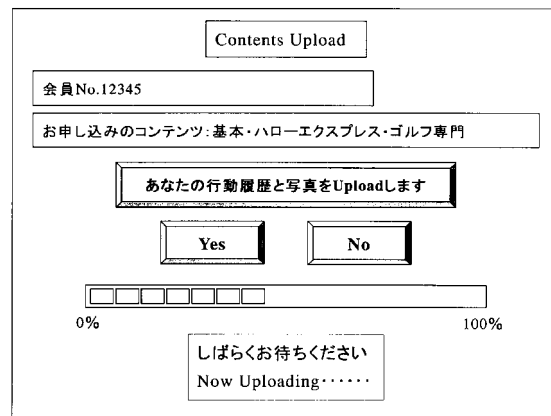 Contents Upload
会員No.12345
お申し込みのコンテンツ：基本・ハローエクスプレス・ゴルフ専門
あなたの行動履歴と写真をUploadします
Yes No
0% 100%
しばらくお待ちください
Now Uploading・・・・・・